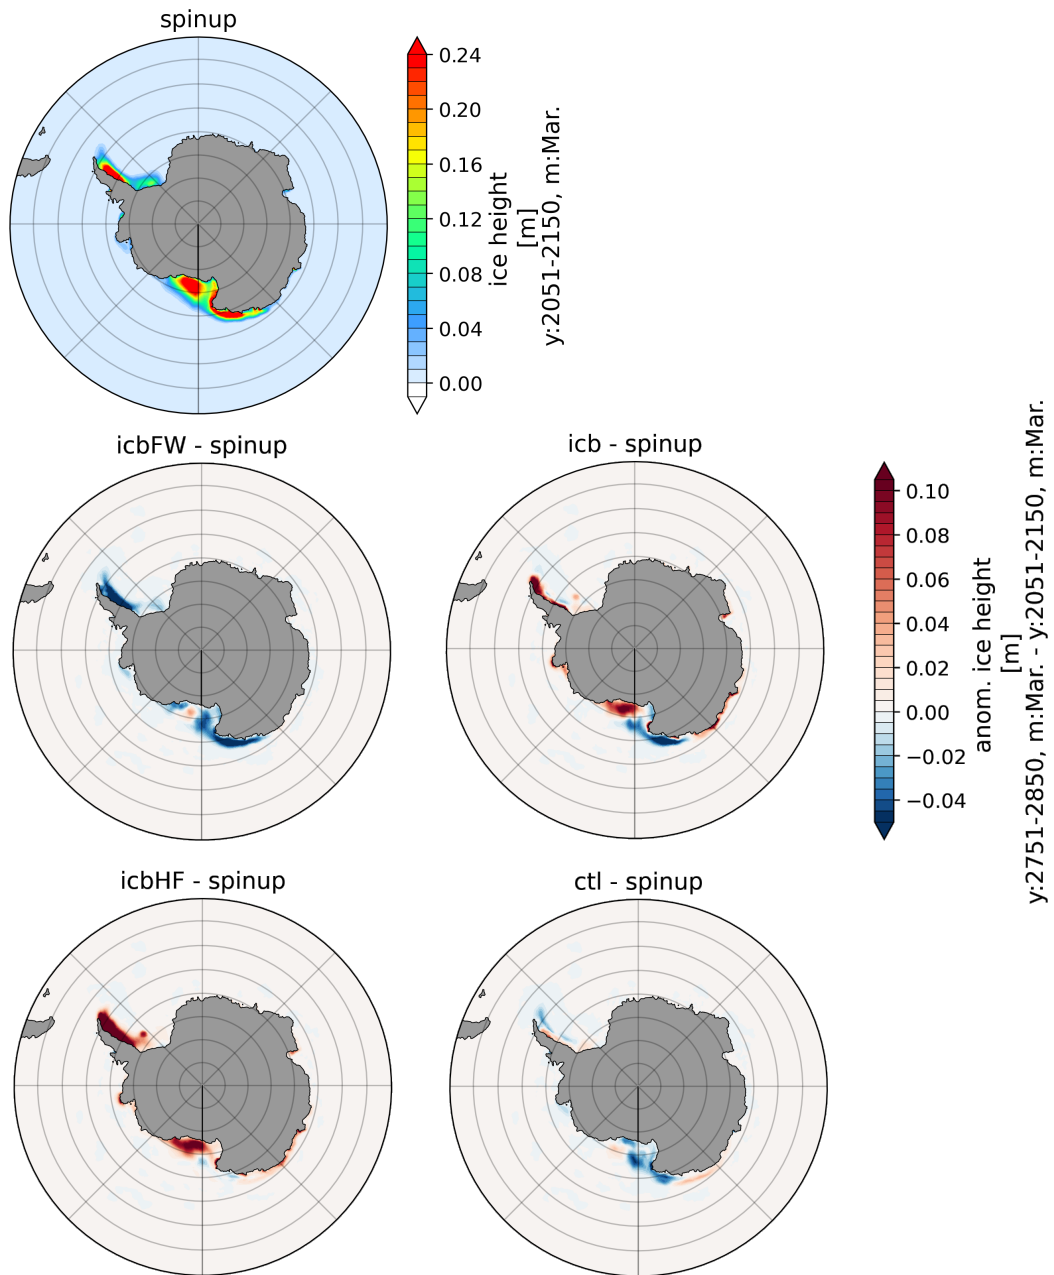 spinup
0.24
0.20
0.16
0.12
0.08
0.04
0.00
ice height
[m]
y:2051-2150, m:Mar.
icbFW - spinup
icb - spinup
0.10
0.08
0.06
0.04
0.02
0.00
−0.02
−0.04
anom. ice height
[m]
y:2751-2850, m:Mar. - y:2051-2150, m:Mar.
icbHF - spinup
ctl - spinup